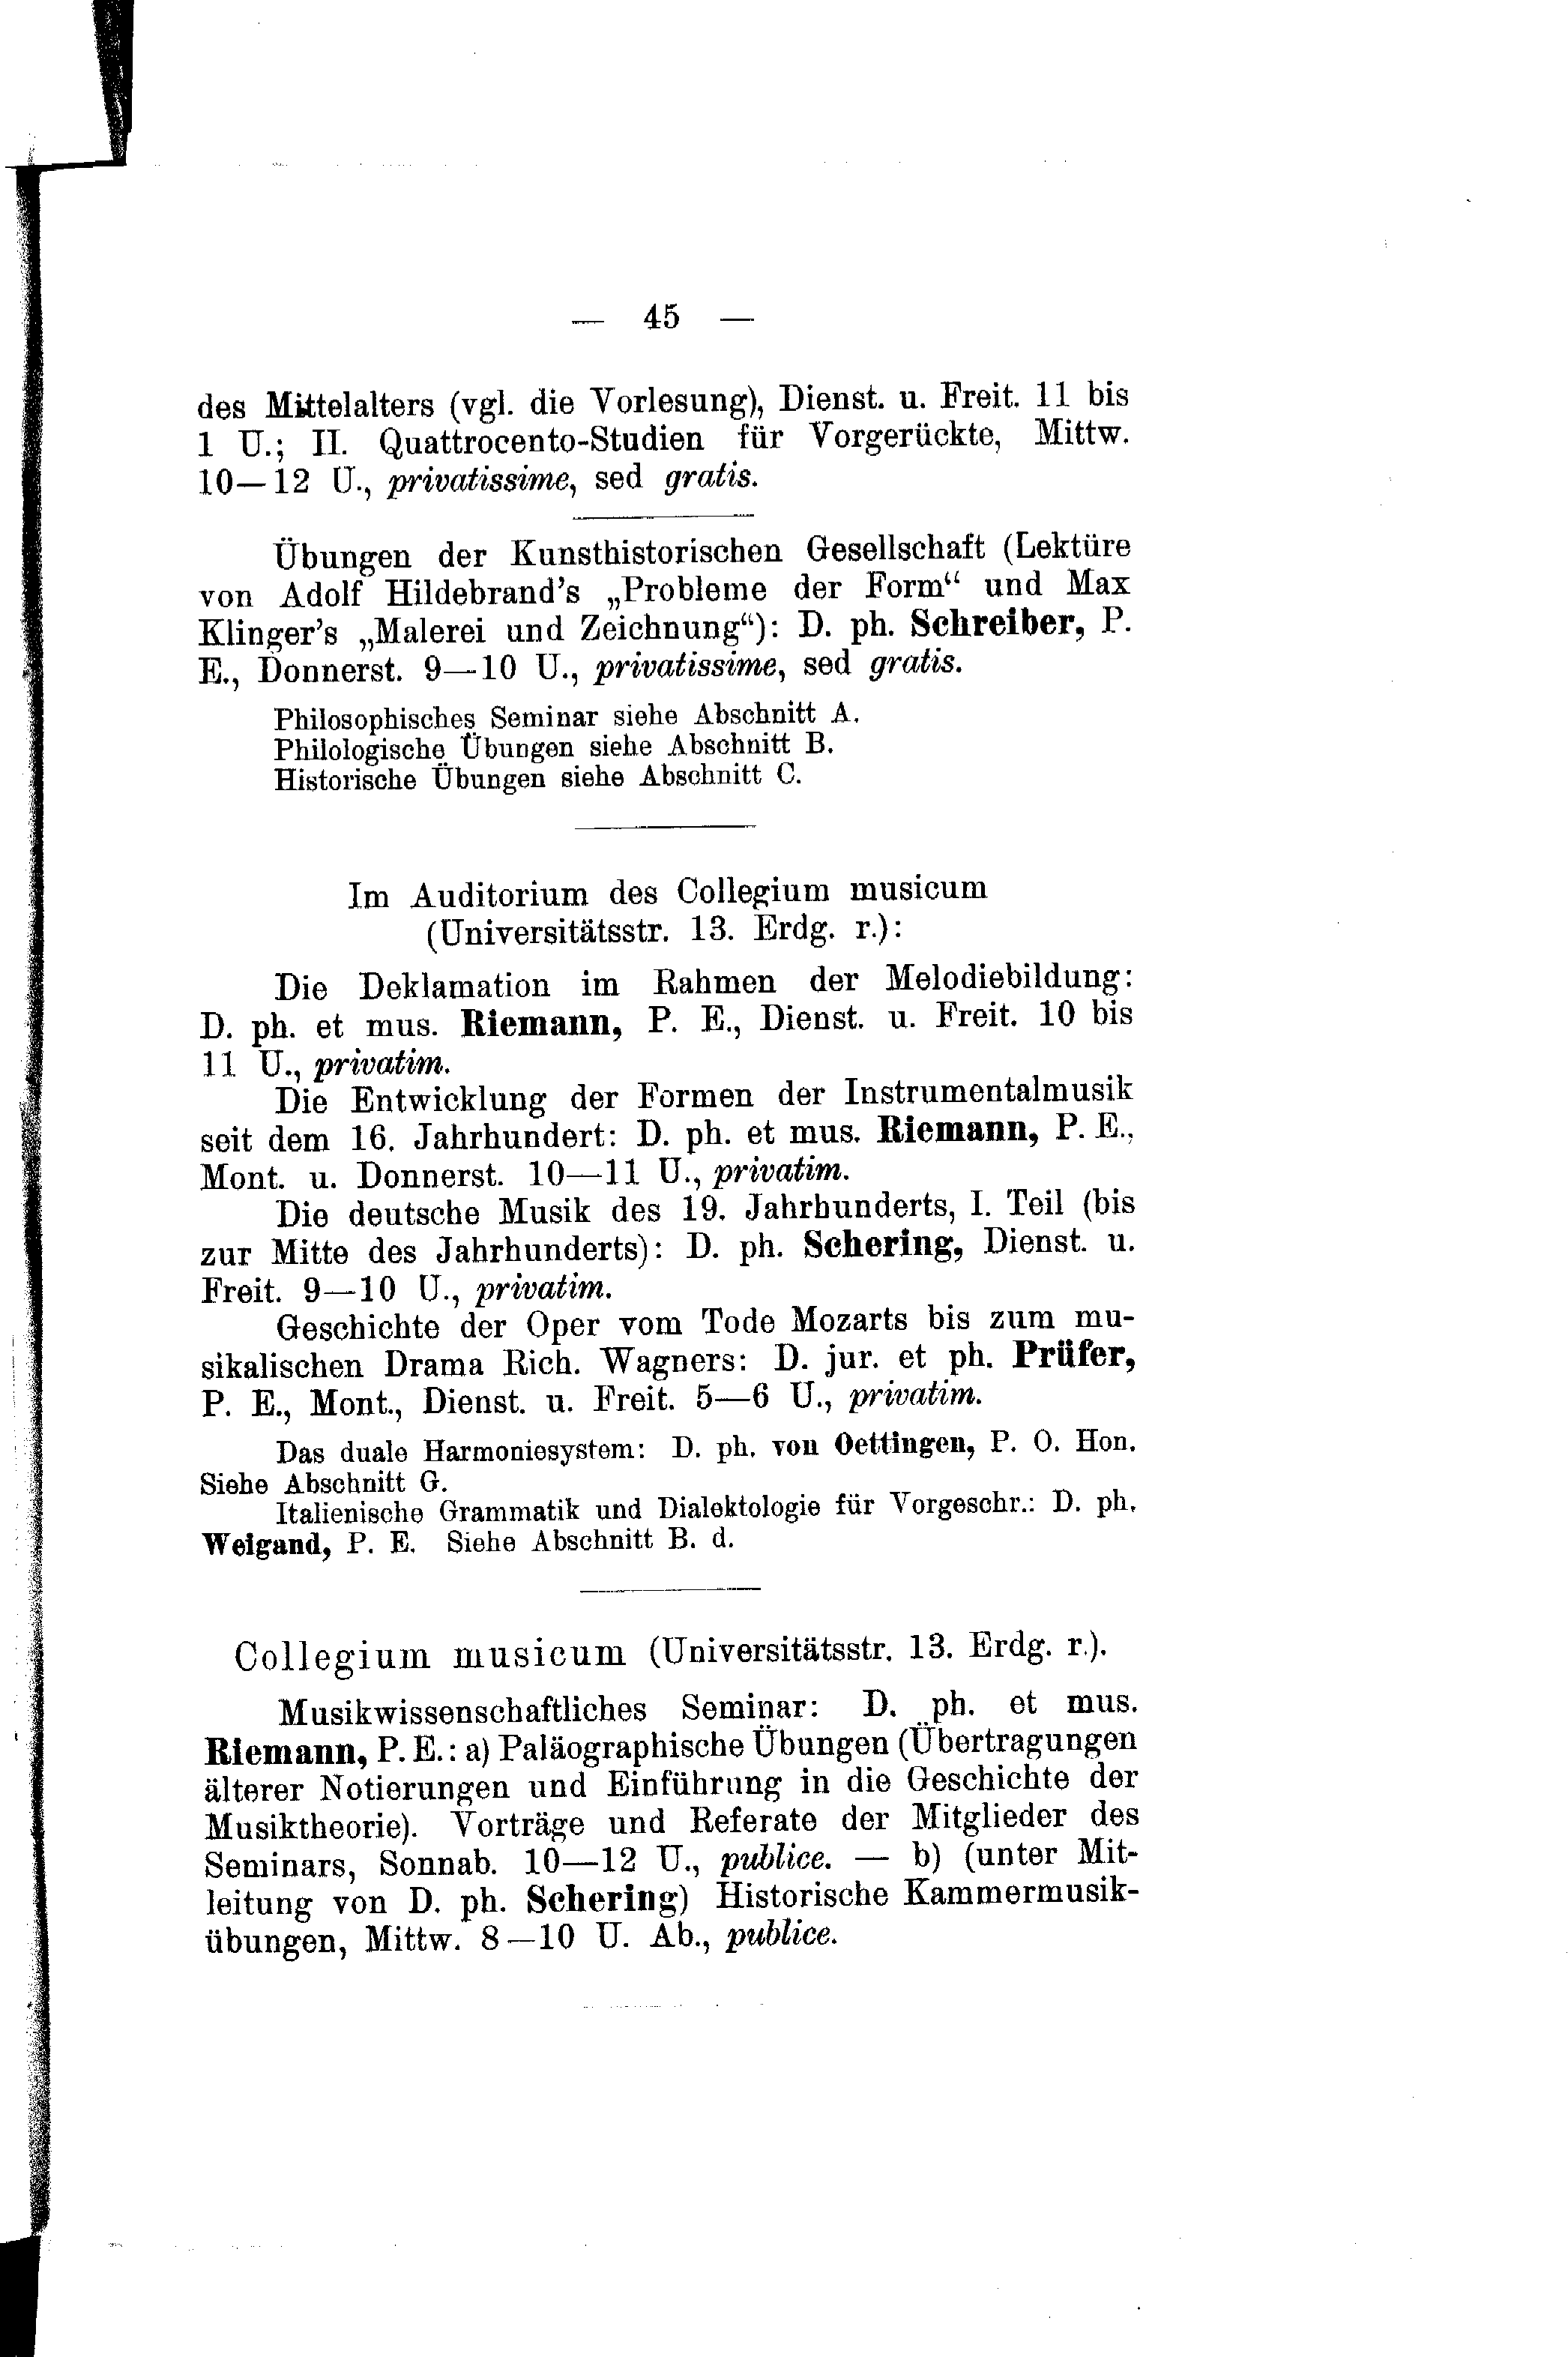 — 45 —
des Mittelalters (vgl. die Vorlesung), Dienst. u. Freit. 11 bis
1 U.; II. Quattrocento-Studien für Vorgerückte, Mittw.
10—12 U., privatissime, sed gratis.
Übungen der Kunsthistorischen Gesellschaft (Lektüre
von Adolf Hildebrand's „Probleme der Form“ und Max
Klinger's „Malerei und Zeichnung“): D. ph. Schreiber, P.
E., Donnerst. 9—10 U., privatissime, sed gratis.
Philosophisches Seminar siehe Abschnitt A.
Philologische Übungen siehe Abschnitt B.
Historische Übungen siehe Abschnitt C.
Im Auditorium des Collegium musicum
(Universitätsstr. 13. Erdg. r.):
Die Deklamation im Rahmen der Melodiebildung:
D. ph. et mus. Riemann, P. E., Dienst. u. Freit. 10 bis
11 U., privatim.
Die Entwicklung der Formen der Instrumentalmusik
seit dem 16. Jahrhundert: D. ph. et mus. Riemann, P. E.,
Mont. u. Donnerst. 10—11 U., privatim.
Die deutsche Musik des 19. Jahrhunderts, I. Teil (bis
zur Mitte des Jahrhunderts): D. ph. Schering, Dienst. u.
Freit. 9—10 U., privatim.
Geschichte der Oper vom Tode Mozarts bis zum mu-
sikalischen Drama Rich. Wagners: D. jur. et ph. Prüfer,
P. E., Mont., Dienst. u. Freit. 5—6 U., privatim.
Das duale Harmoniesystem: D. ph. von Oettingen, P. O. Hon.
Siehe Abschnitt G.
Italienische Grammatik und Dialektologie für Vorgeschr.: D. ph.
Weigand, P. E. Siehe Abschnitt B. d.
Collegium musicum (Universitätsstr. 13. Erdg. r.).
Musikwissenschaftliches Seminar: D. ph. et mus.
Riemann, P. E.: a) Paläographische Übungen (Übertragungen
älterer Notierungen und Einführung in die Geschichte der
Musiktheorie). Vorträge und Referate der Mitglieder des
Seminars, Sonnab. 10—12 U., publice. — b) (unter Mit-
leitung von D. ph. Schering) Historische Kammermusik-
übungen, Mittw. 8—10 U. Ab., publice.